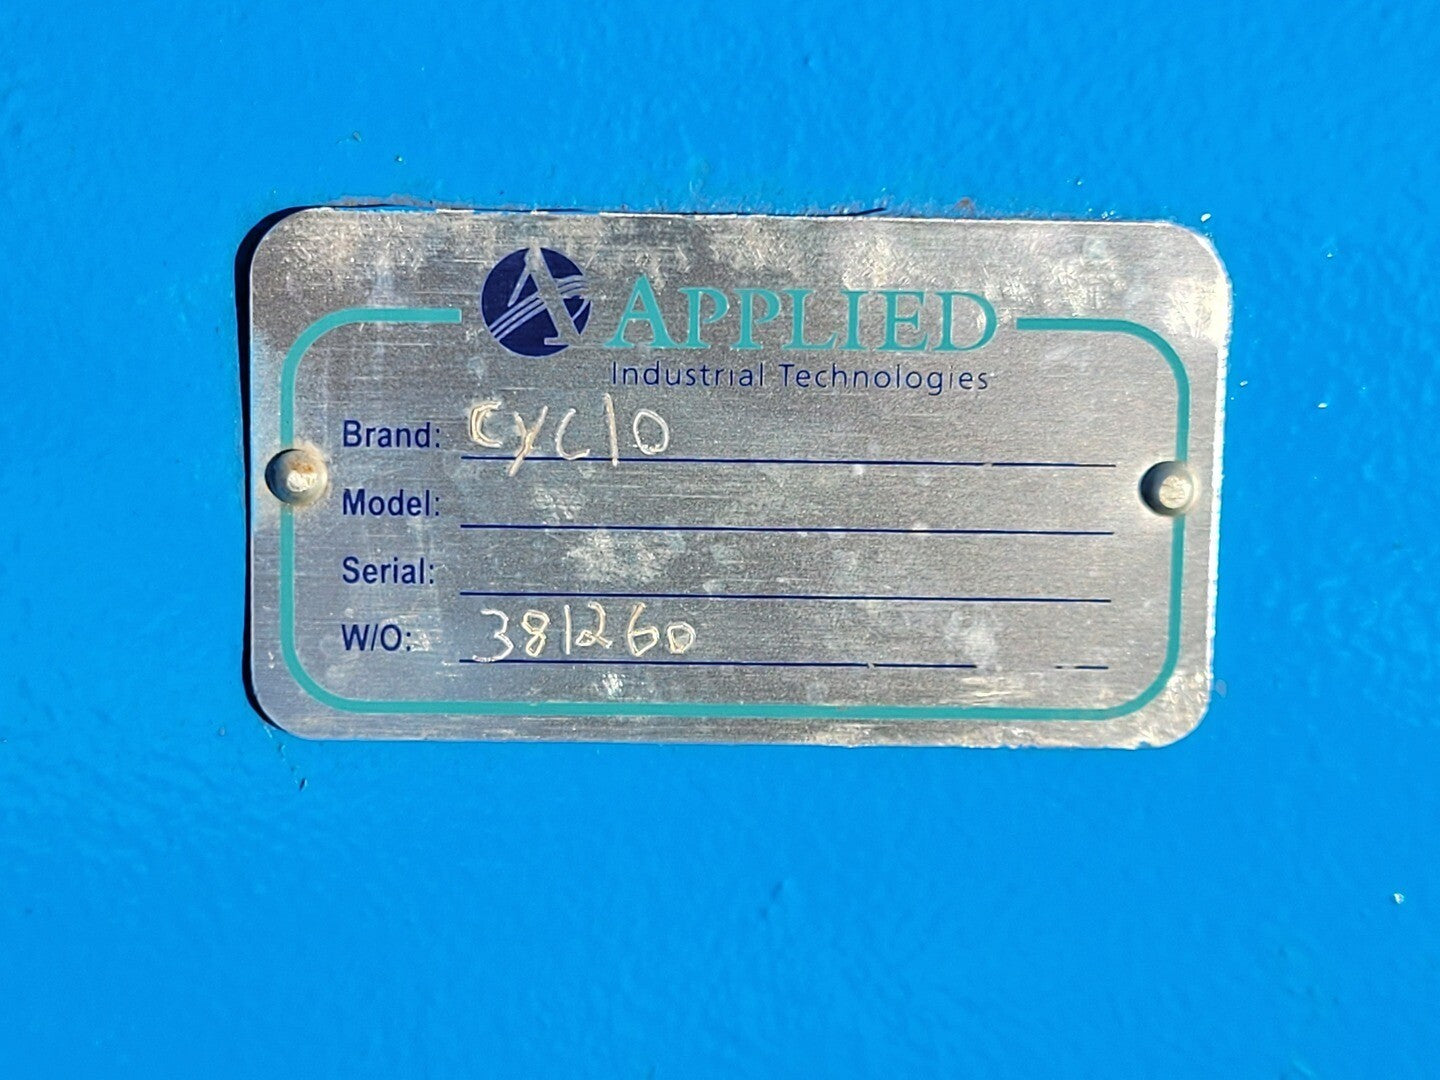 APPLIED
Industrial Technologies
Brand: CYClO
Model:
Serial:
W/O: 381260